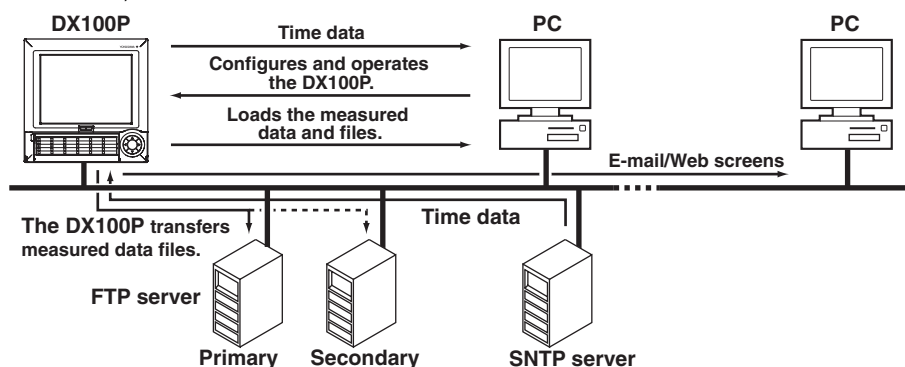 DX100P
PC
PC
Time data
Configures and operates
the DX100P.
Loads the measured
data and files.
E-mail/Web screens
The DX100P transfers
measured data files.
Time data
FTP server
Primary
Secondary
SNTP server